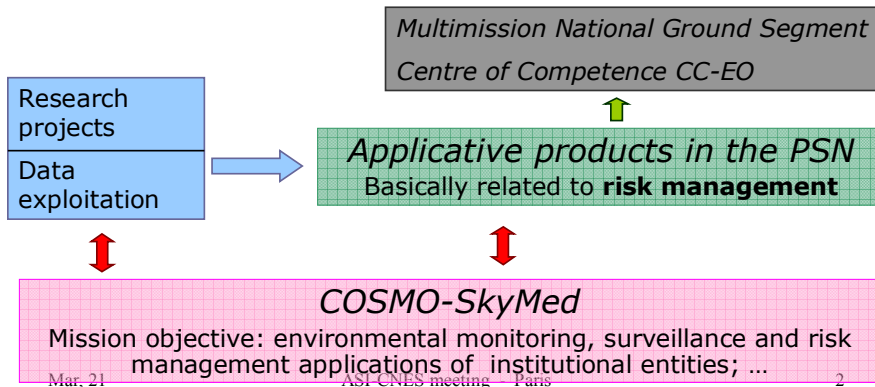 Multimission National Ground Segment
Centre of Competence CC-EO
Research
projects
Data
exploitation
Applicative products in the PSN
Basically related to risk management
COSMO-SkyMed
Mission objective: environmental monitoring, surveillance and risk
management applications of institutional entities; ...
Mar, 21 ASI-CNES meeting - Paris 2